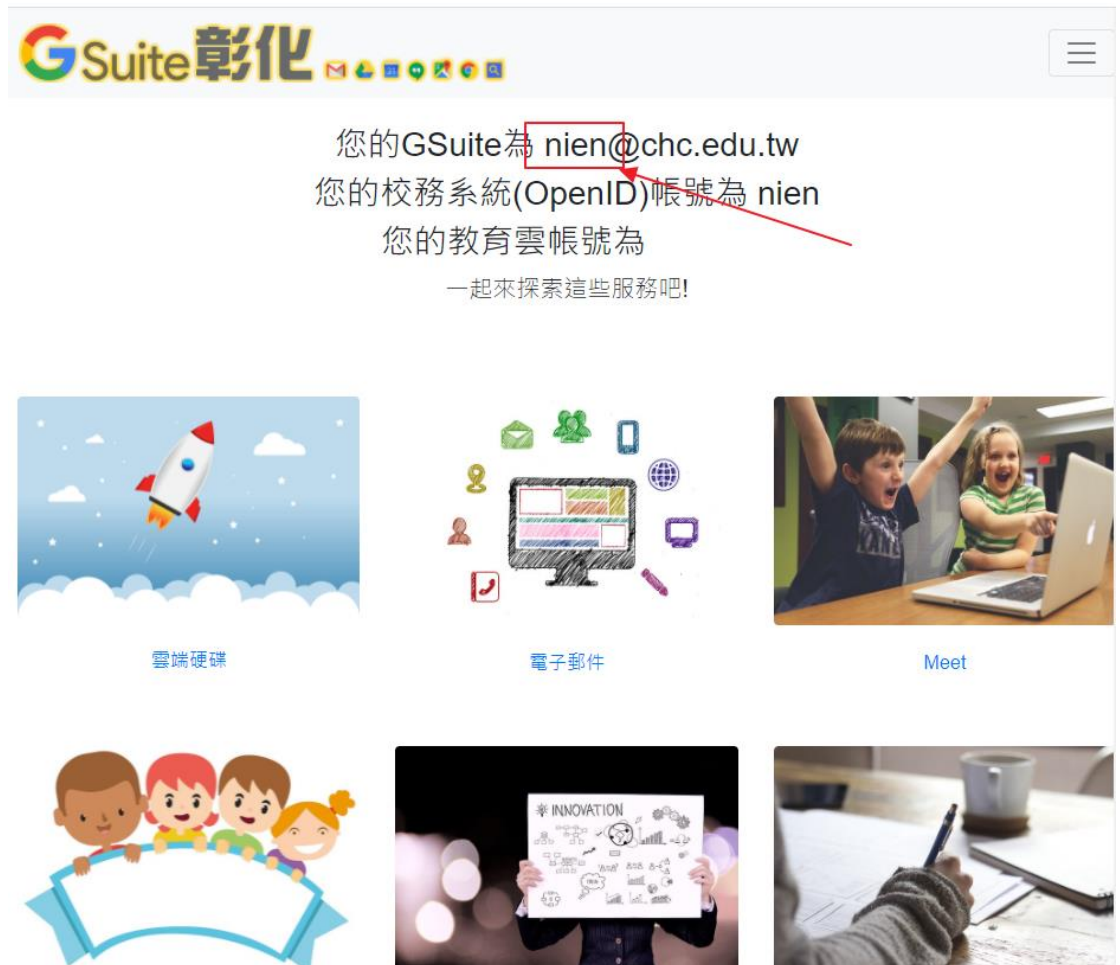 GSuite彰化
您的GSuite為 nien@chc.edu.tw
您的校務系統(OpenID)帳號為 nien
您的教育雲帳號為
一起來探索這些服務吧!
雲端硬碟
電子郵件
Meet
INNOVATION